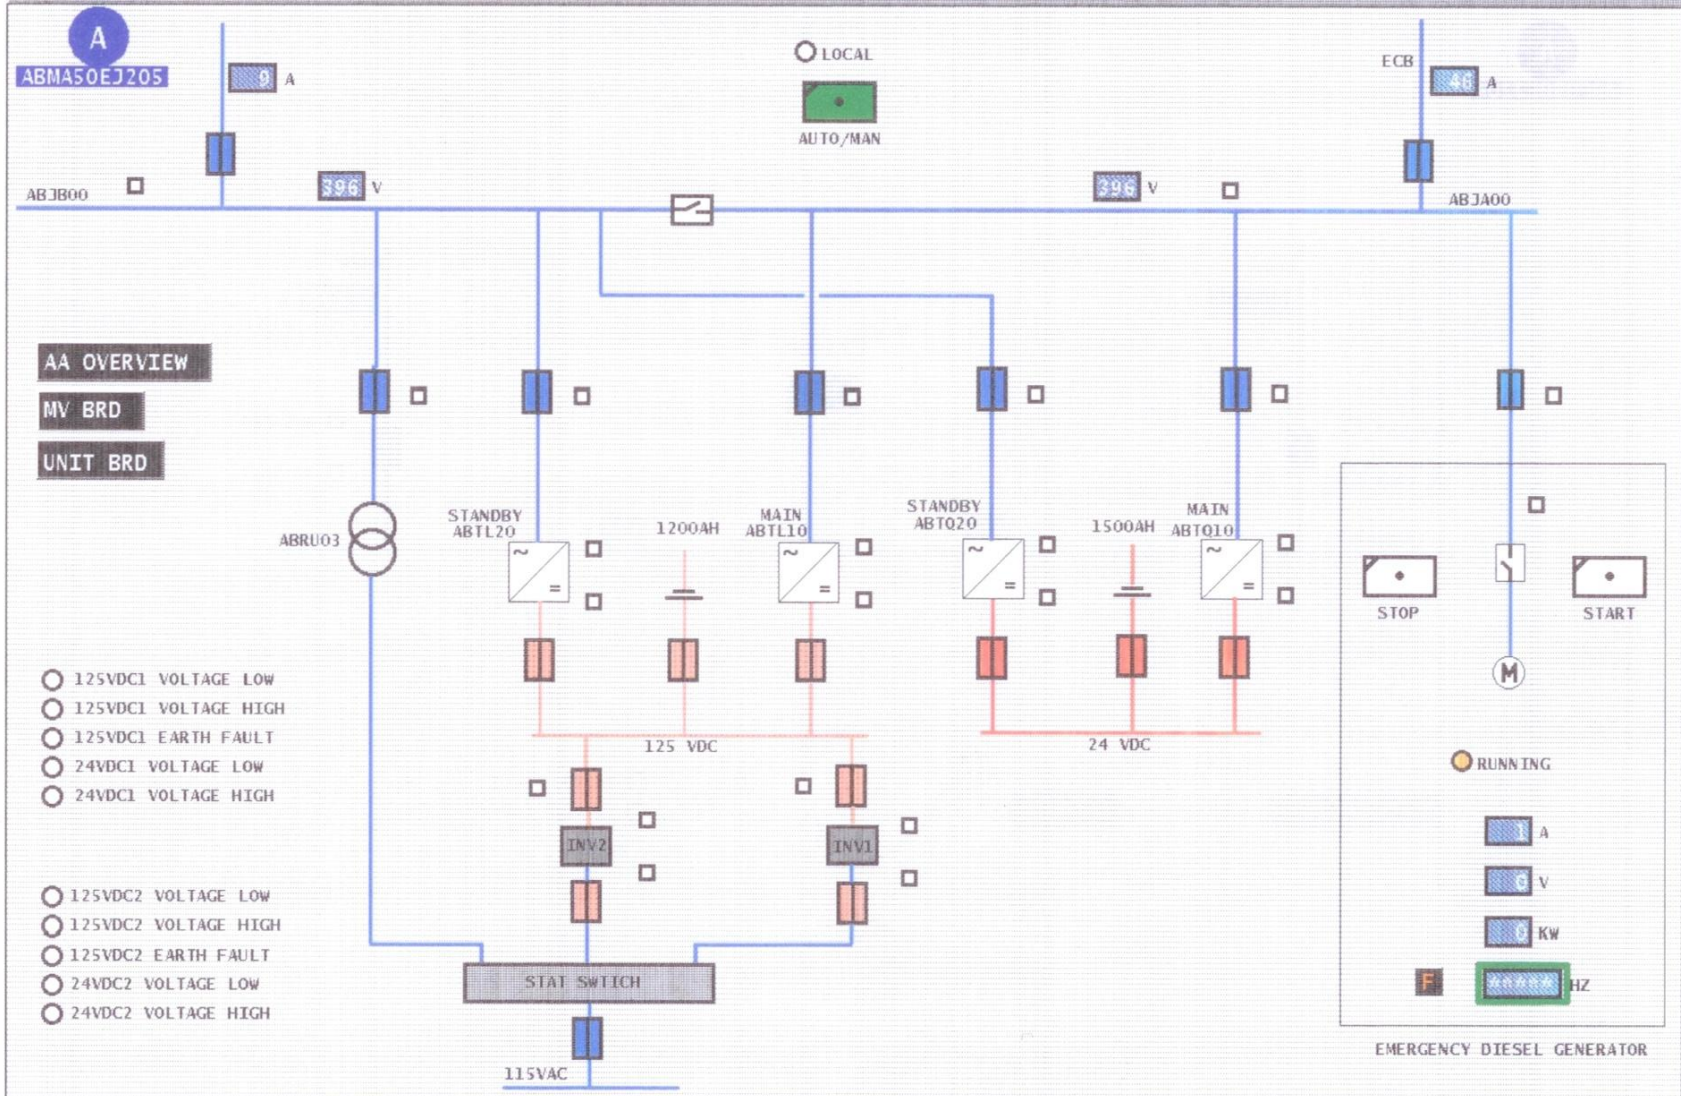 A
ABMA50EJ205
9 A
LOCAL
AUTO/MAN
ECB
46 A
ABJB00
396 V
396 V
ABJA00
AA OVERVIEW
MV BRD
UNIT BRD
ABRU03
STANDBY
ABTL20
1200AH
MAIN
ABTL10
STANDBY
ABTQ20
1500AH
MAIN
ABTQ10
~
=
~
=
~
=
~
=
STOP
START
M
125VDC1 VOLTAGE LOW
125VDC1 VOLTAGE HIGH
125VDC1 EARTH FAULT
24VDC1 VOLTAGE LOW
24VDC1 VOLTAGE HIGH
125 VDC
24 VDC
RUNNING
INV2
INV1
1 A
0 V
0 KW
F
***** HZ
125VDC2 VOLTAGE LOW
125VDC2 VOLTAGE HIGH
125VDC2 EARTH FAULT
24VDC2 VOLTAGE LOW
24VDC2 VOLTAGE HIGH
STAT SWTICH
115VAC
EMERGENCY DIESEL GENERATOR